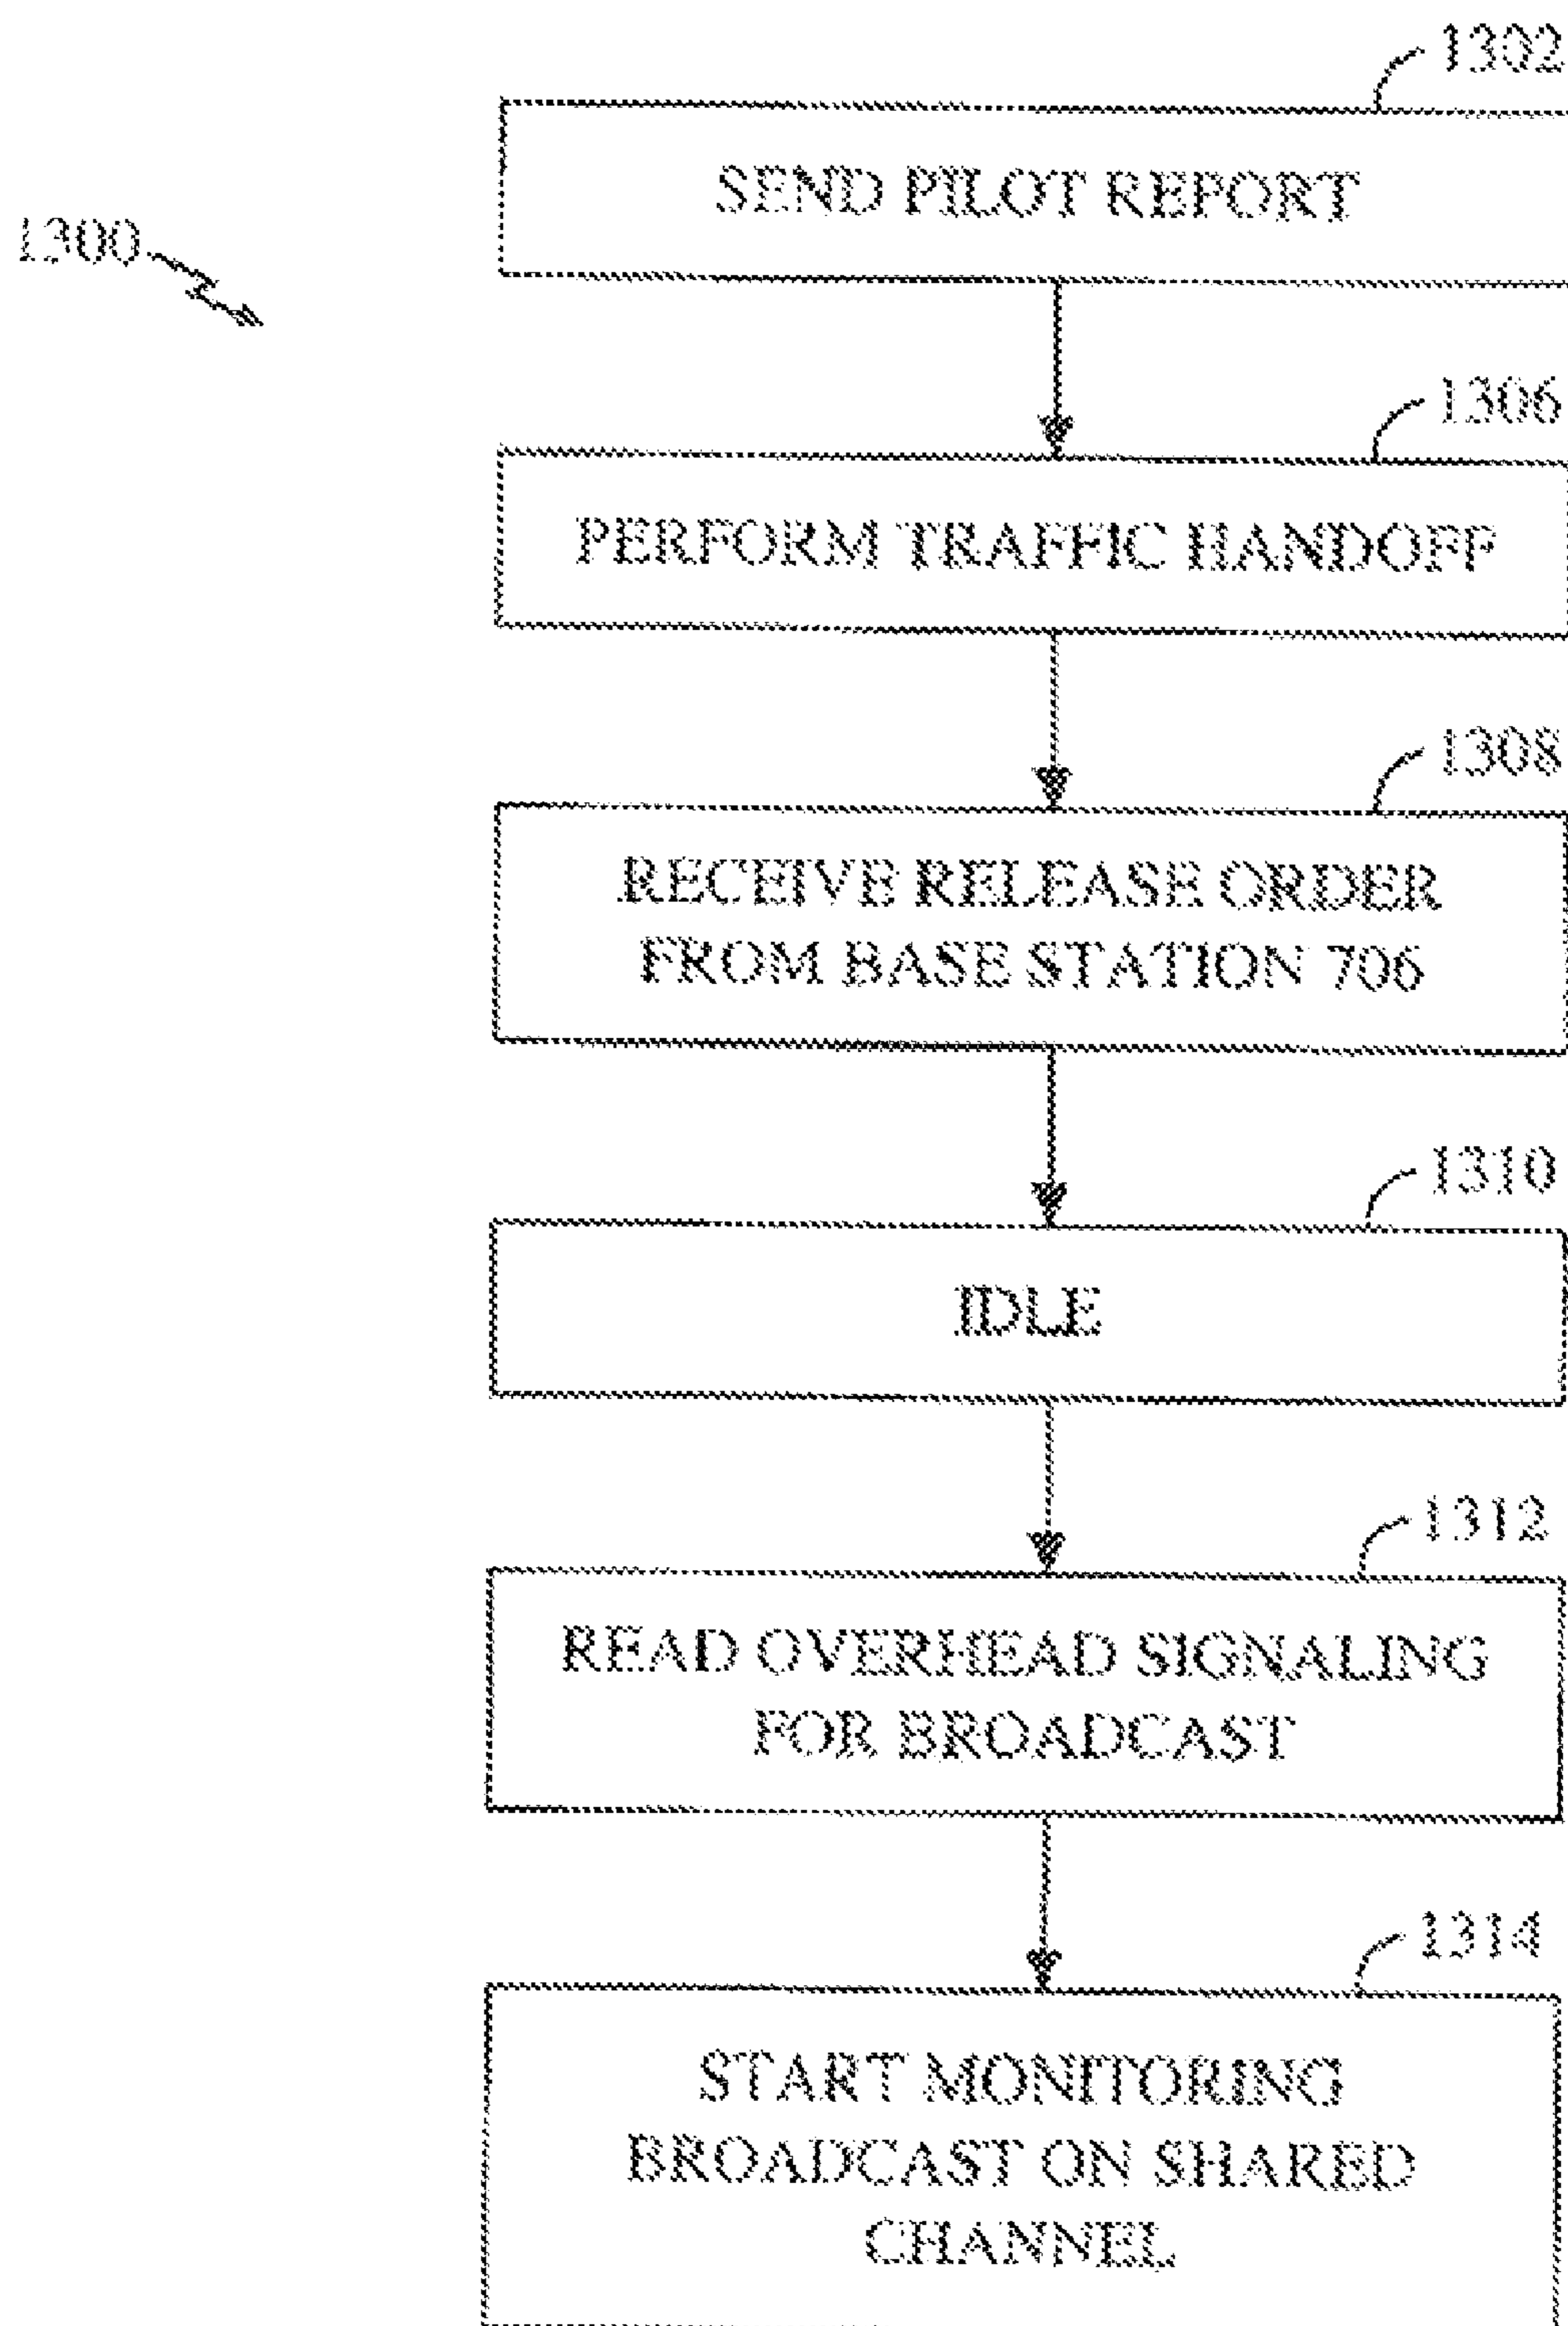 1302
SEND PILOT REPORT
1300
1306
PERFORM TRAFFIC HANDOFF
1308
RECEIVE RELEASE ORDER
FROM BASE STATION 706
1310
IDLE
1312
READ OVERHEAD SIGNALING
FOR BROADCAST
1314
START MONITORING
BROADCAST ON SHARED
CHANNEL